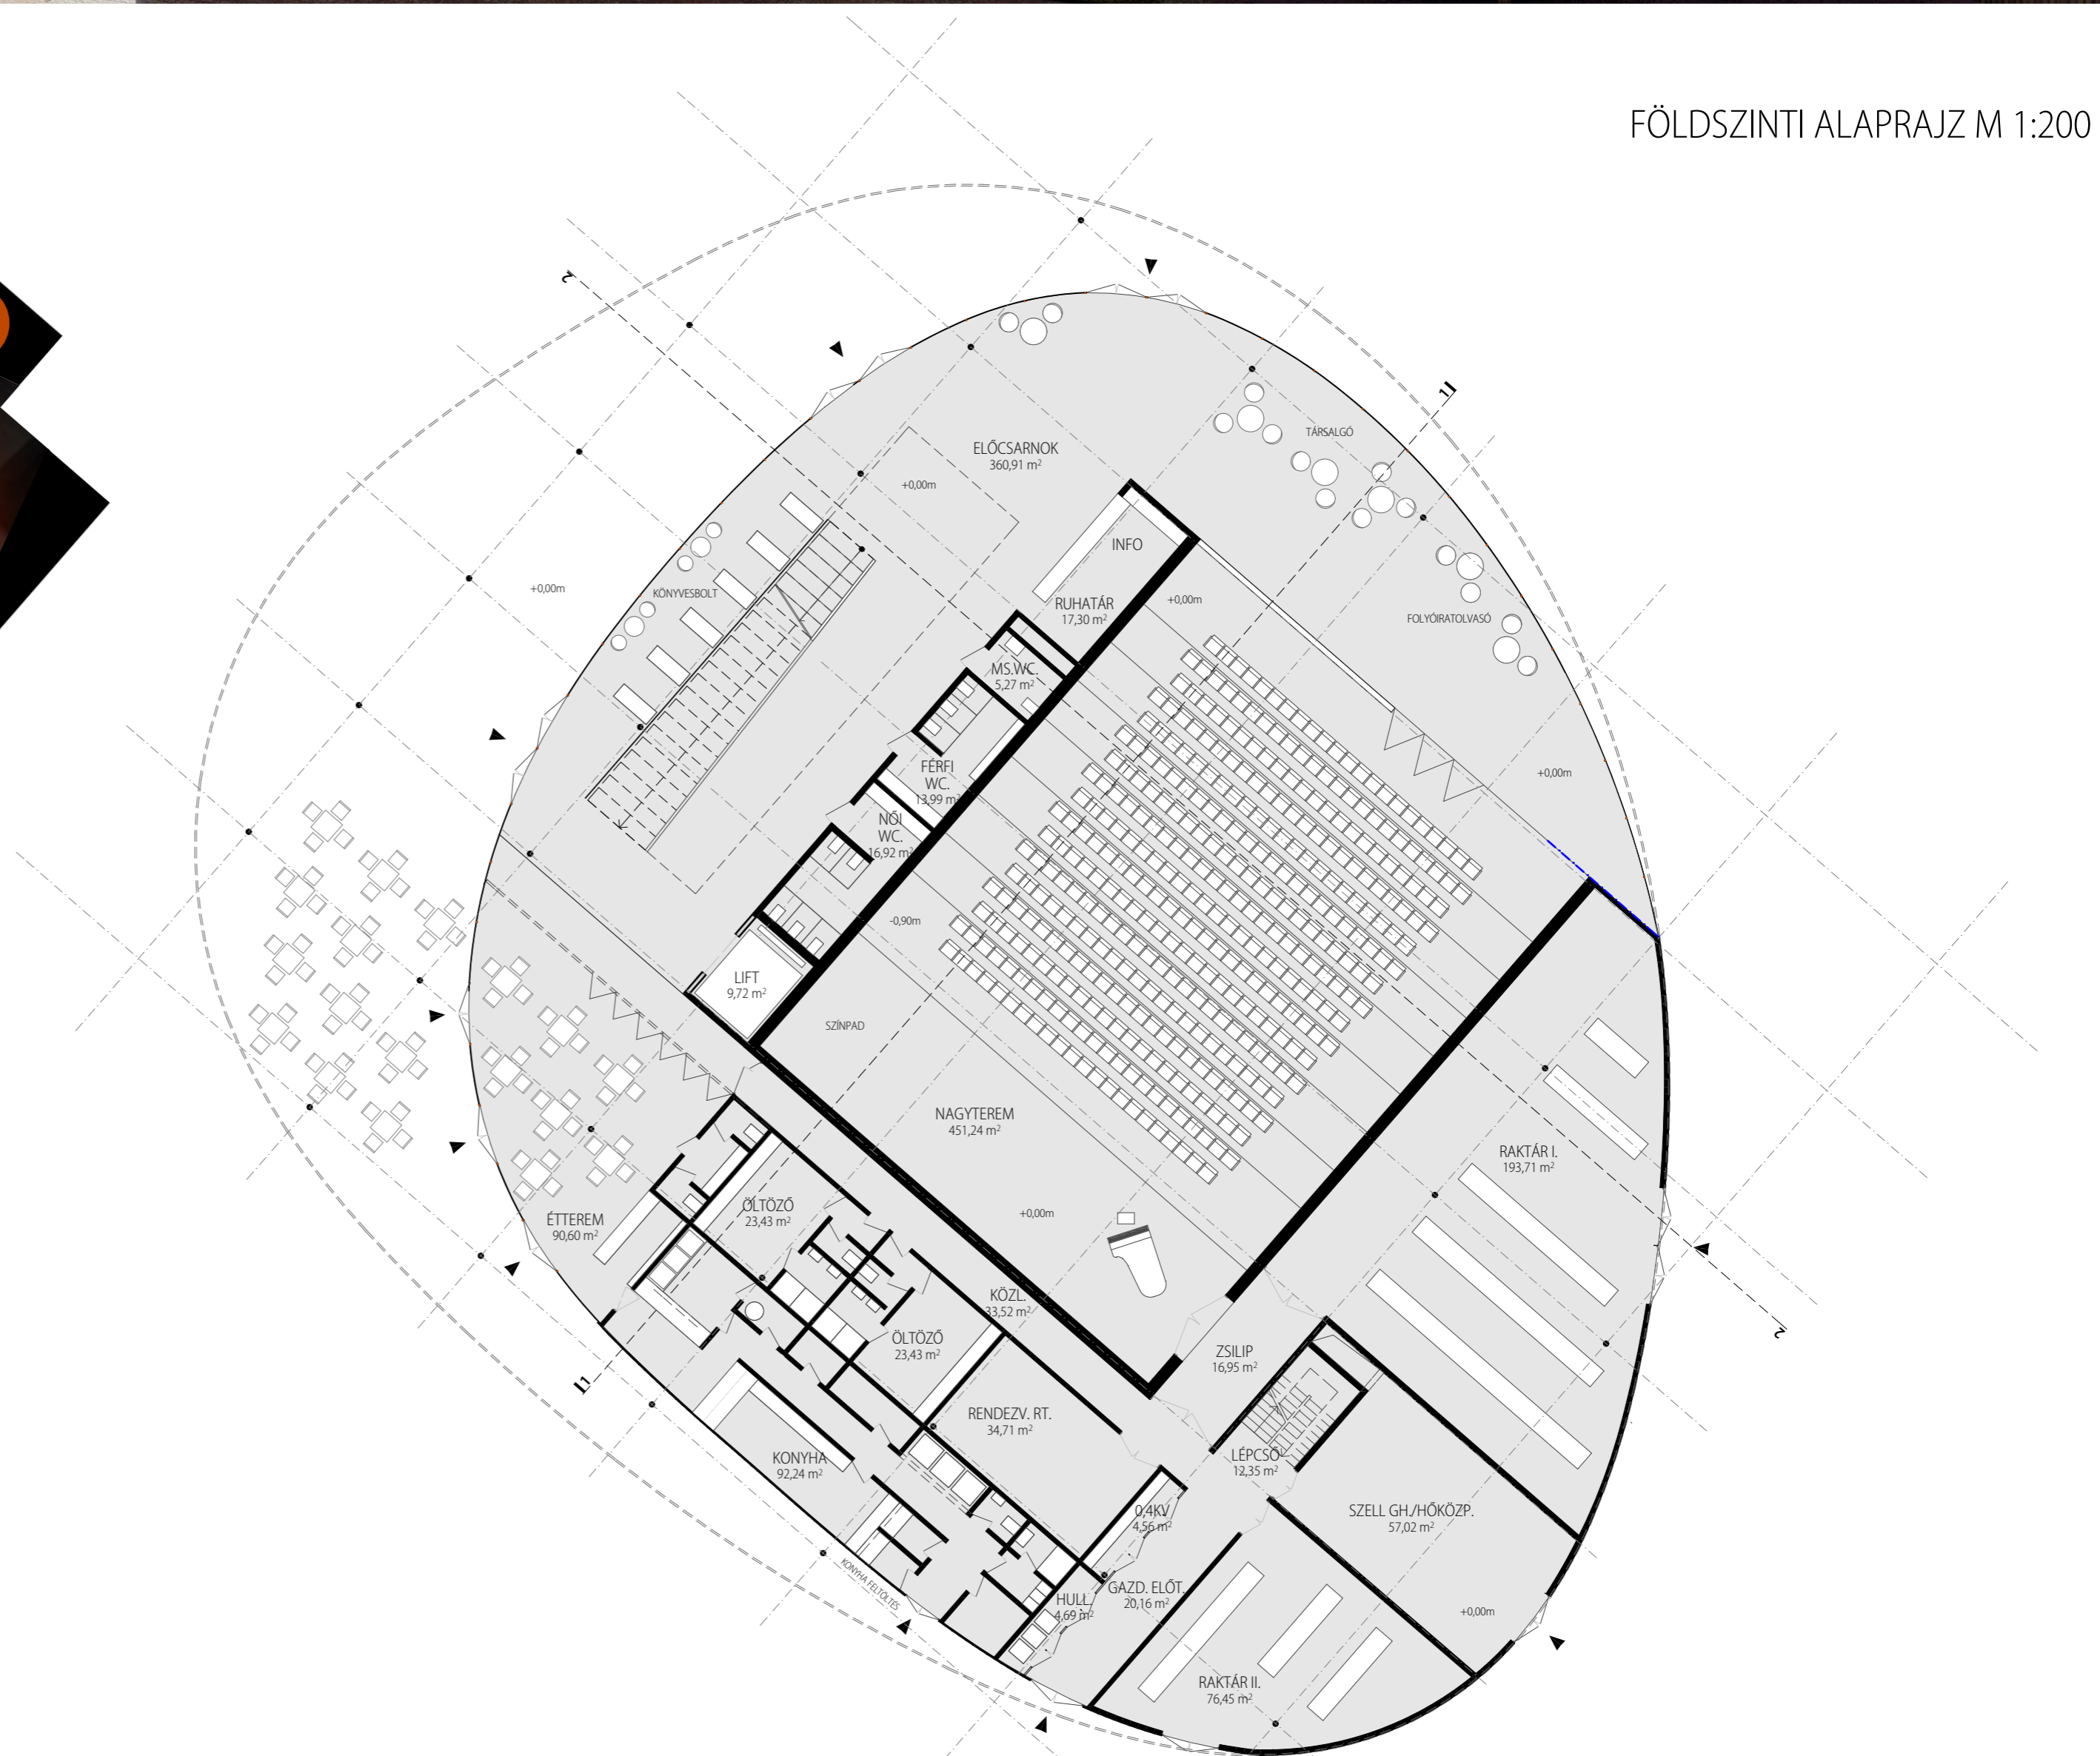 FÖLDSZINTI ALAPRAJZ M 1:200
2
1
ELŐCSARNOK
360,91 m²
TÁRSALGÓ
+0,00m
INFO
KÖNYVESBOLT
+0,00m
RUHATÁR
17,30 m²
+0,00m
FOLYÓIRATOLVASÓ
MS.WC.
5,27 m²
FÉRFI
WC.
13,99 m²
+0,00m
NŐI
WC.
16,92 m²
-0,90m
LIFT
9,72 m²
SZÍNPAD
NAGYTEREM
451,24 m²
RAKTÁR I.
193,71 m²
ÖLTÖZŐ
23,43 m²
ÉTTEREM
90,60 m²
+0,00m
KÖZL.
33,52 m²
ÖLTÖZŐ
23,43 m²
ZSILIP
16,95 m²
2
1
RENDEZV. RT.
34,71 m²
KONYHA
92,24 m²
LÉPCSŐ
12,35 m²
0,4KV
4,56 m²
SZELL GH./HŐKÖZP.
57,02 m²
KONYHA FELTÖLTÉS
HULL.
4,69 m²
GAZD. ELŐT.
20,16 m²
+0,00m
RAKTÁR II.
76,45 m²